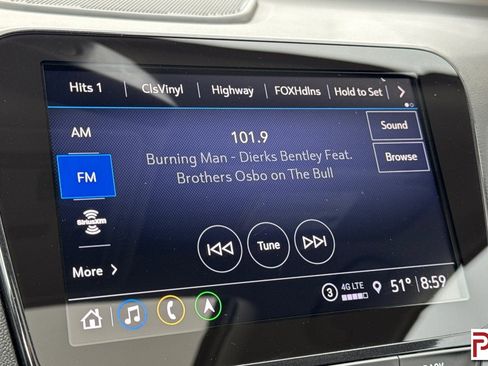 Hits 1 ClsVinyl Highway FOXHdlns Hold to Set
AM
101.9
Sound
Burning Man - Dierks Bentley Feat.
Browse
FM
Brothers Osbo on The Bull
SiriusXM
Tune
More
3 4G LTE 51° 8:59
P